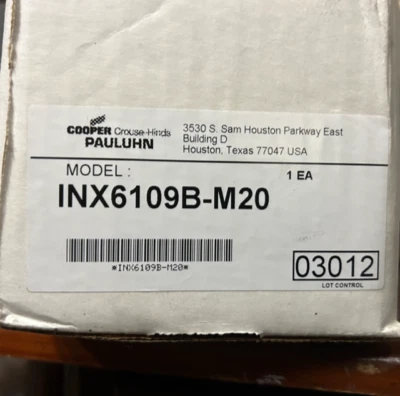 COOPER Crouse-Hinds
PAULUHN
3530 S. Sam Houston Parkway East
Building D
Houston, Texas 77047 USA
MODEL :
1 EA
INX6109B-M20
*INX6109B-M20*
03012
LOT CONTROL